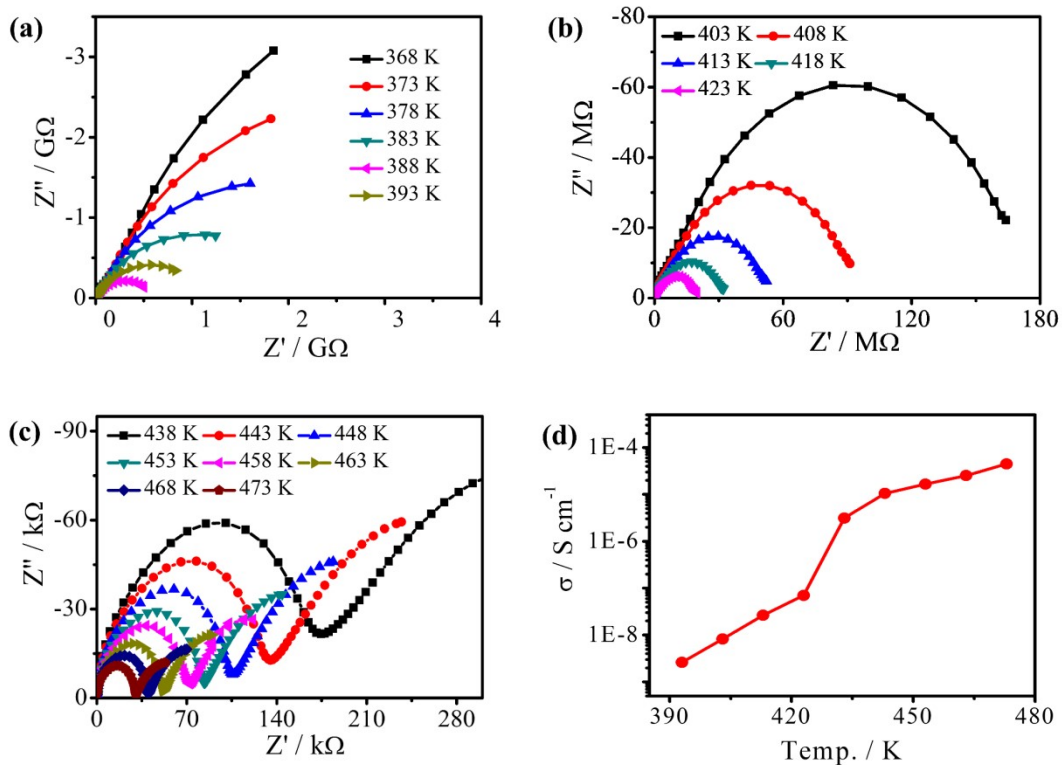 (a)
368 K
373 K
378 K
383 K
388 K
393 K
-3
-2
-1
0
Z'' / GΩ
0 1 2 3 4
Z' / GΩ
(b)
403 K 408 K
413 K 418 K
423 K
-80
-60
-40
-20
0
Z'' / MΩ
0 60 120 180
Z' / MΩ
(c)
438 K 443 K 448 K
453 K 458 K 463 K
468 K 473 K
-90
-60
-30
0
Z'' / kΩ
0 70 140 210 280
Z' / kΩ
(d)
1E-4
1E-6
1E-8
σ / S cm⁻¹
390 420 450 480
Temp. / K